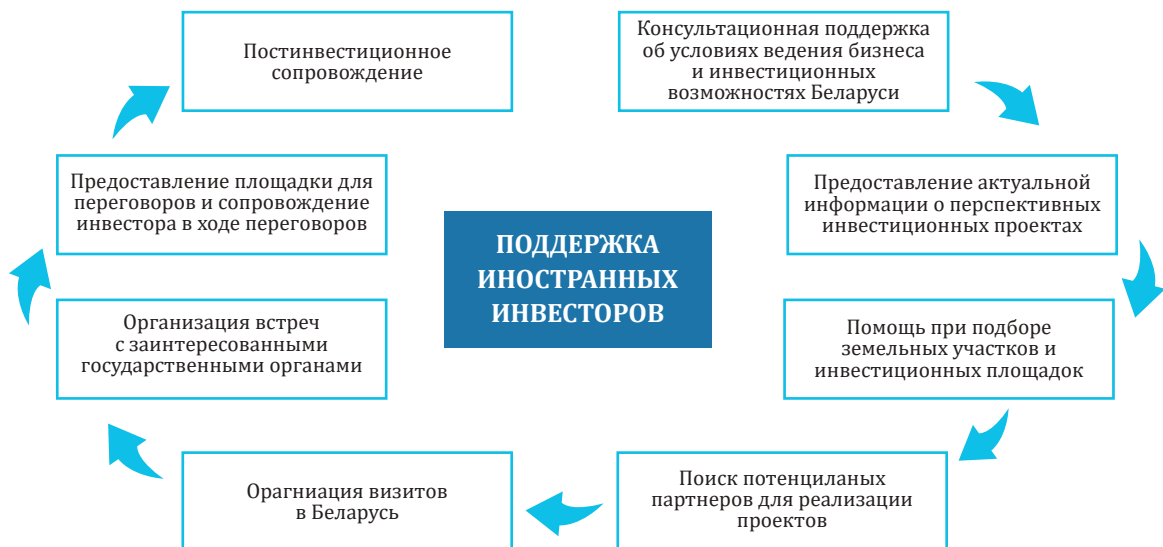 Постинвестиционное
сопровождение
Консультационная поддержка
об условиях ведения бизнеса
и инвестиционных
возможностях Беларуси
Предоставление площадки для
переговоров и сопровождение
инвестора в ходе переговоров
ПОДДЕРЖКА
ИНОСТРАННЫХ
ИНВЕСТОРОВ
Предоставление актуальной
информации о перспективных
инвестиционных проектах
Организация встреч
с заинтересованными
государственными органами
Помощь при подборе
земельных участков и
инвестиционных площадок
Орагниация визитов
в Беларусь
Поиск потенциланых
партнеров для реализации
проектов